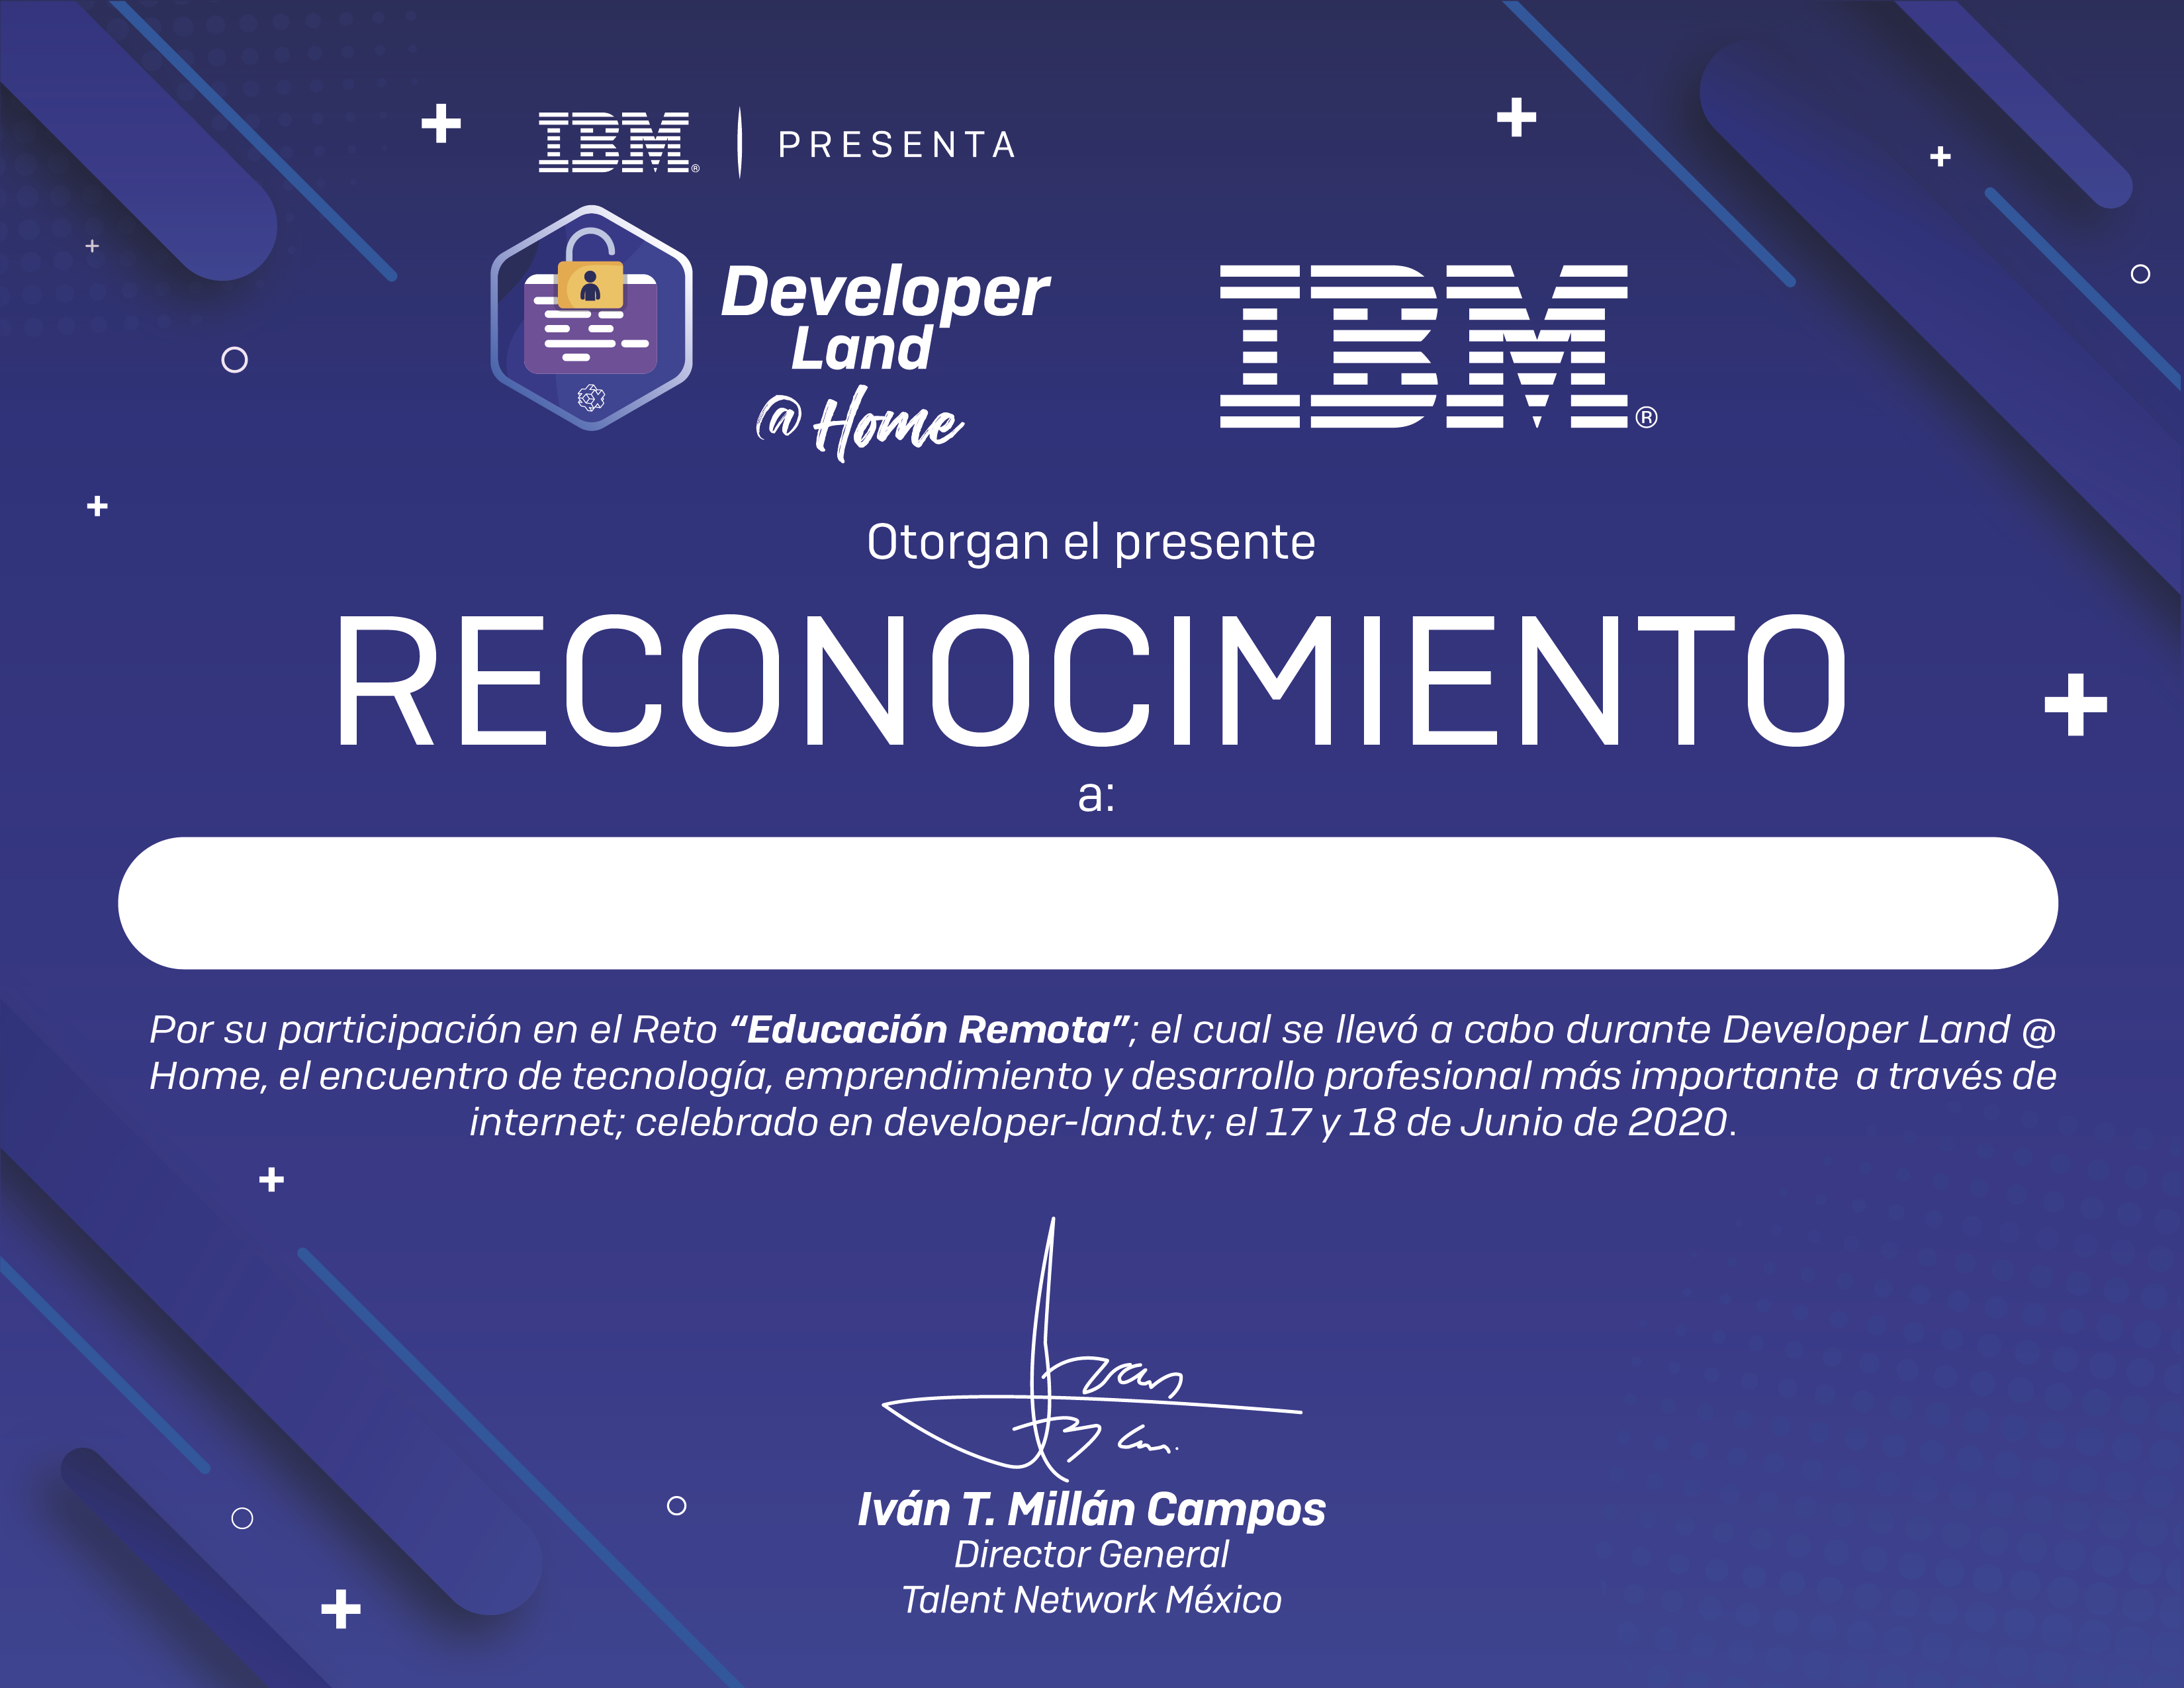 IBM® | PRESENTA
Developer
Land
@ Home
IBM®
Otorgan el presente
RECONOCIMIENTO
a:
Por su participación en el Reto “Educación Remota”; el cual se llevó a cabo durante Developer Land @
Home, el encuentro de tecnología, emprendimiento y desarrollo profesional más importante a través de
internet; celebrado en developer-land.tv; el 17 y 18 de Junio de 2020.
Iván T. Millán Campos
Director General
Talent Network México